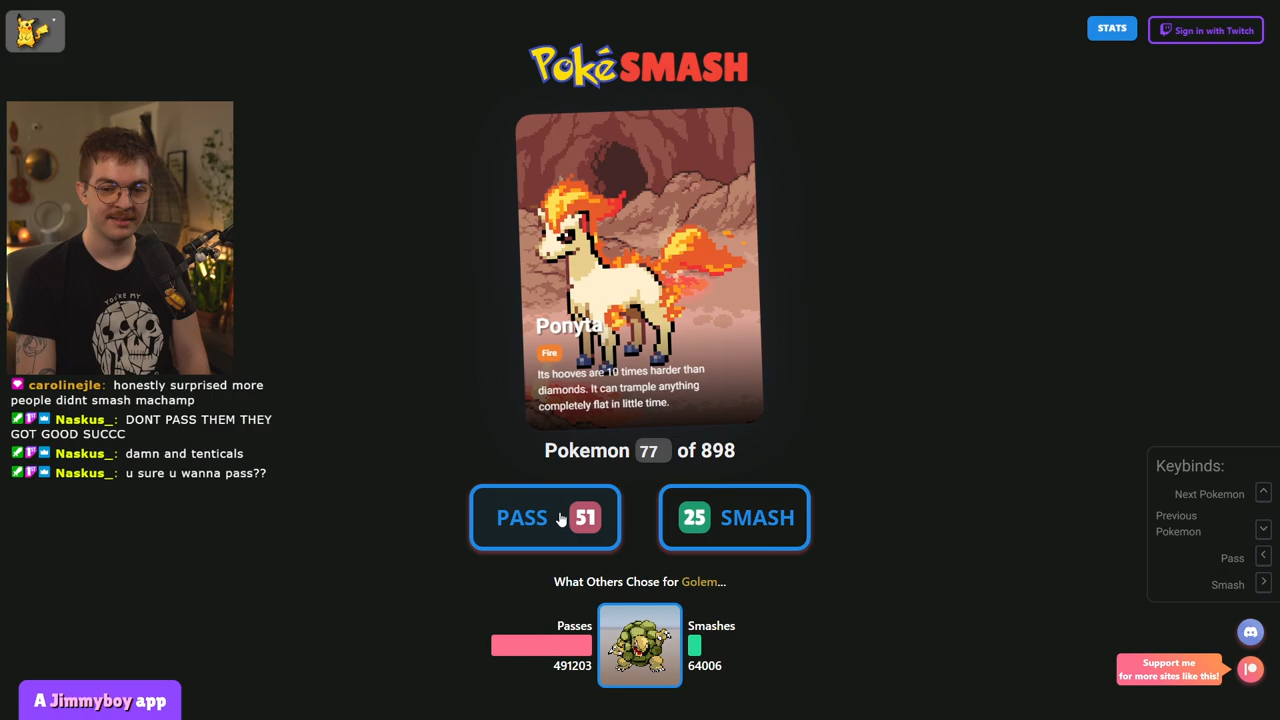 STATS
Sign in with Twitch
PokéSMASH
YOU'RE MY
Ponyta
Fire
Its hooves are 10 times harder than
diamonds. It can trample anything
completely flat in little time.
carolinejle: honestly surprised more
people didnt smash machamp
Naskus_: DONT PASS THEM THEY
GOT GOOD SUCCC
Naskus_: damn and tenticals
Naskus_: u sure u wanna pass??
Pokemon 77 of 898
PASS 51
25 SMASH
Keybinds:
Next Pokemon
Previous
Pokemon
Pass
Smash
What Others Chose for Golem...
Passes
491203
Smashes
64006
Support me
for more sites like this!
A Jimmyboy app